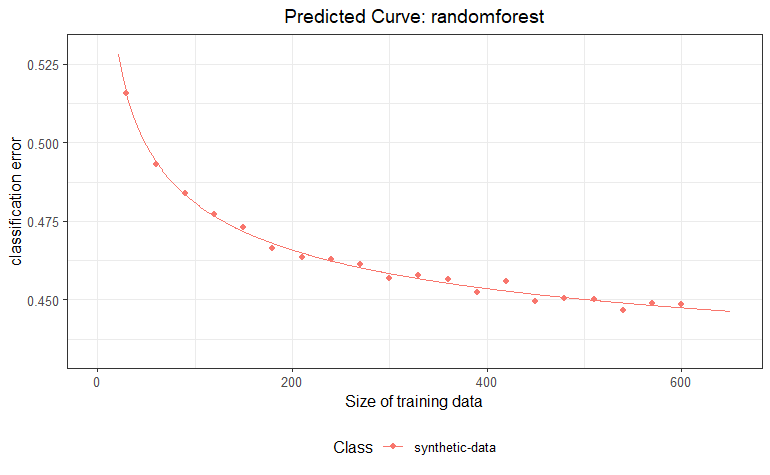 Predicted Curve: randomforest
classification error
0.525
0.500
0.475
0.450
0 200 400 600
Size of training data
Class synthetic-data